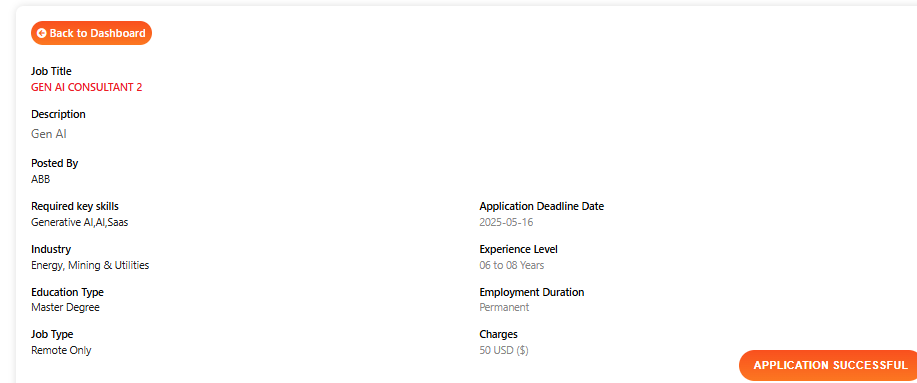 Back to Dashboard
Job Title
GEN AI CONSULTANT 2
Description
Gen AI
Posted By
ABB
Required key skills
Generative AI,AI,Saas
Application Deadline Date
2025-05-16
Industry
Energy, Mining & Utilities
Experience Level
06 to 08 Years
Education Type
Master Degree
Employment Duration
Permanent
Job Type
Remote Only
Charges
50 USD ($)
APPLICATION SUCCESSFUL